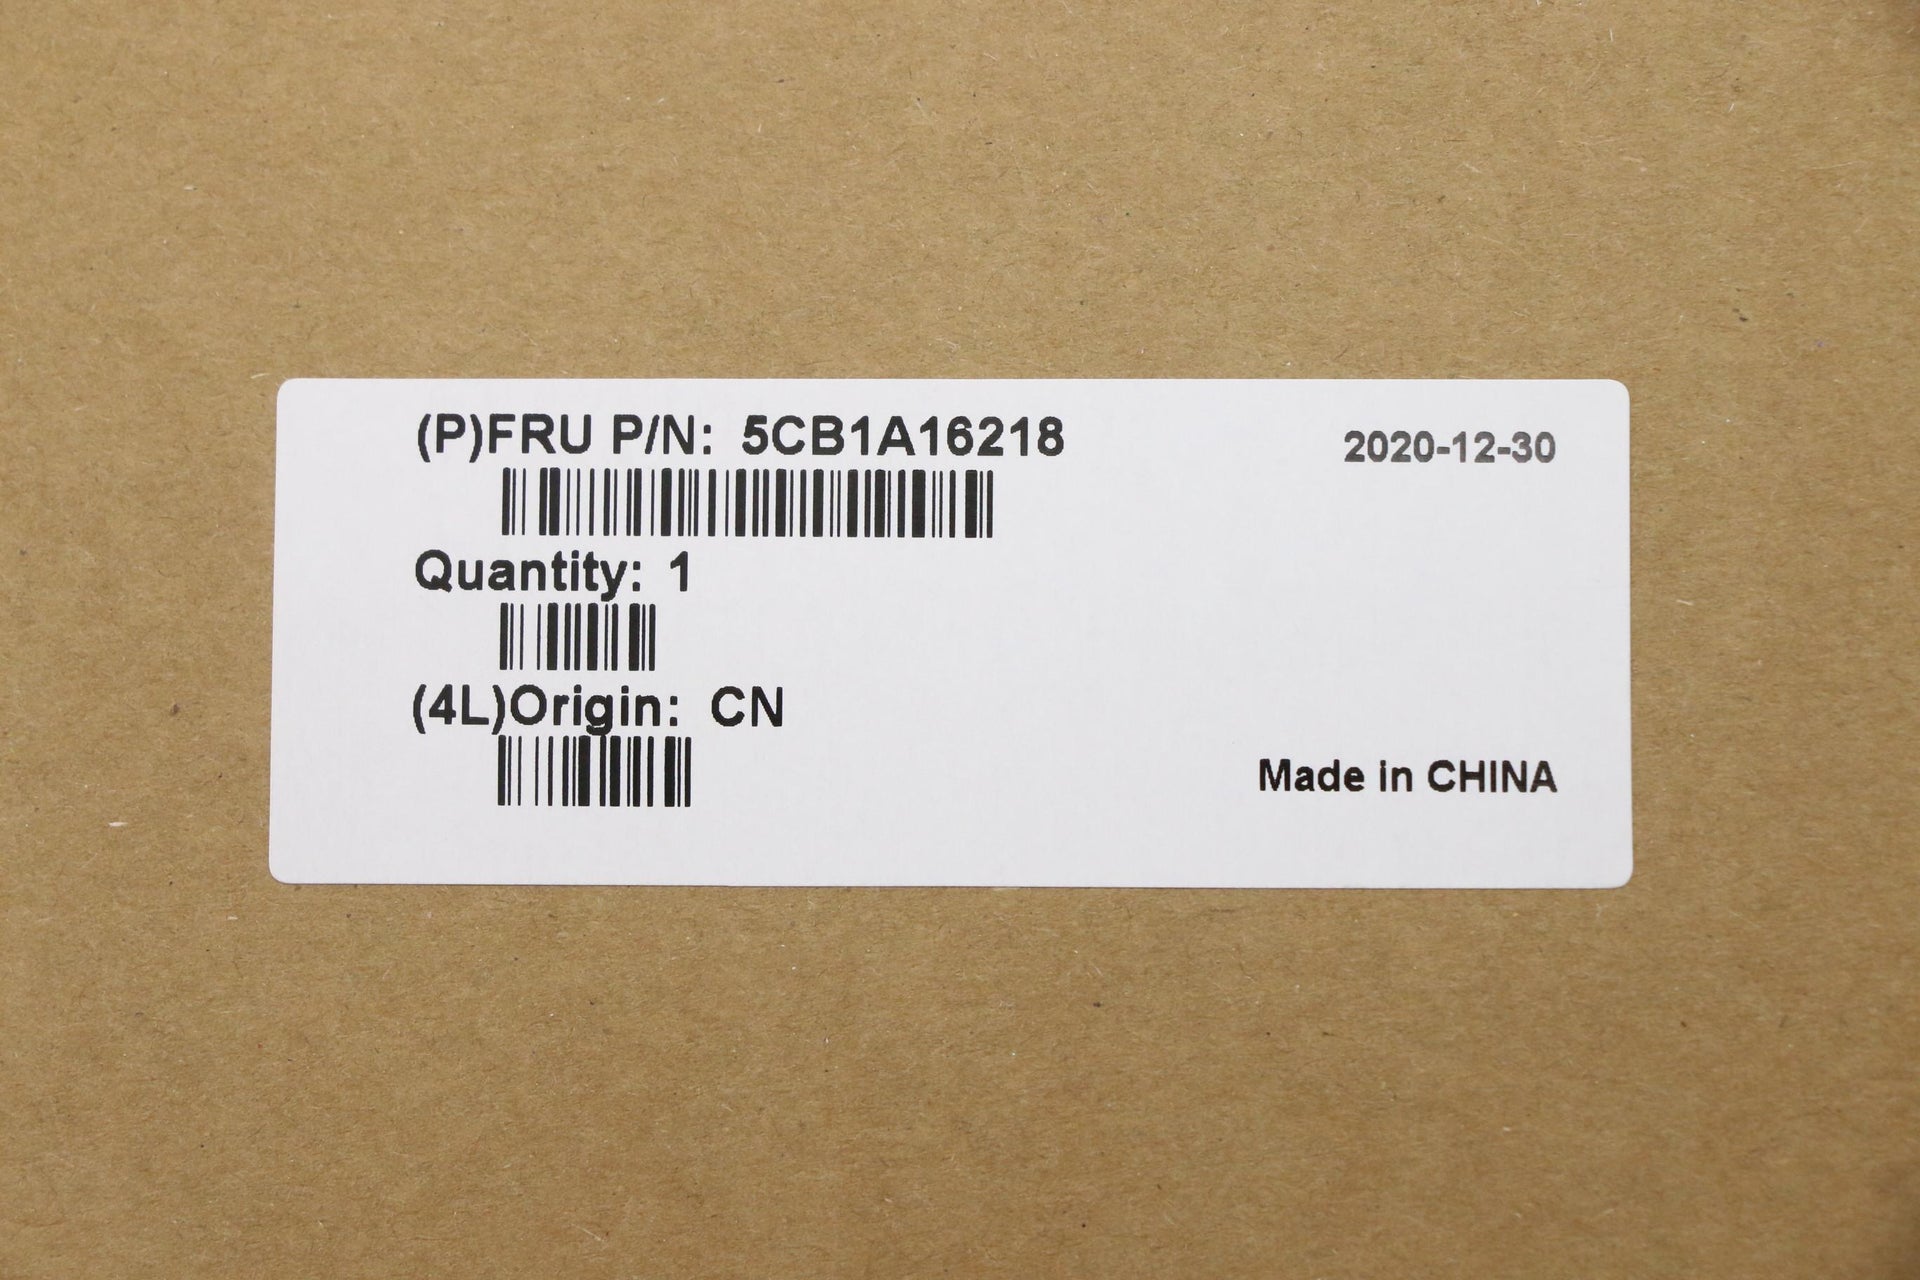 (P)FRU P/N: 5CB1A16218
2020-12-30
Quantity: 1
(4L)Origin: CN
Made in CHINA